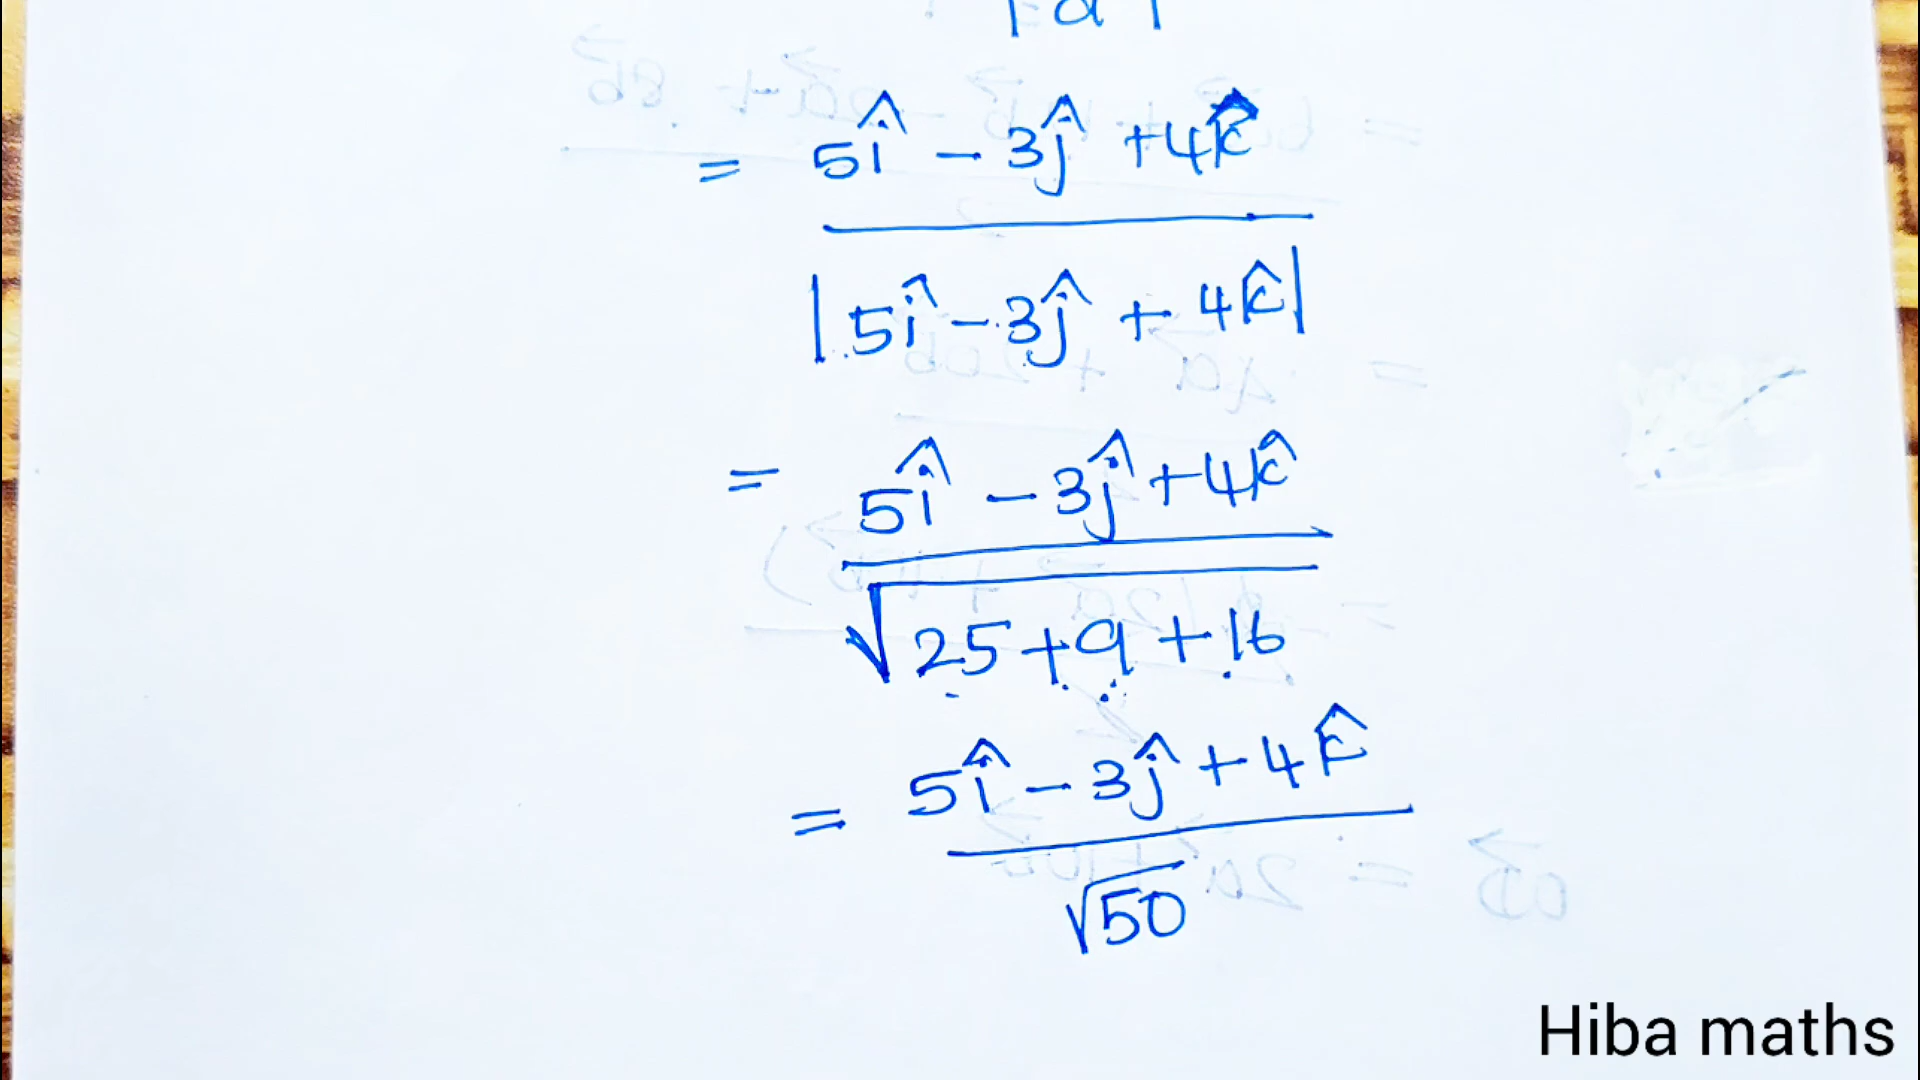 |a|
= 5î - 3ĵ + 4k̂
|5î - 3ĵ + 4k̂|
= 5î - 3ĵ + 4k̂
√25 + 9 + 16
= 5î - 3ĵ + 4k̂
√50
Hiba maths